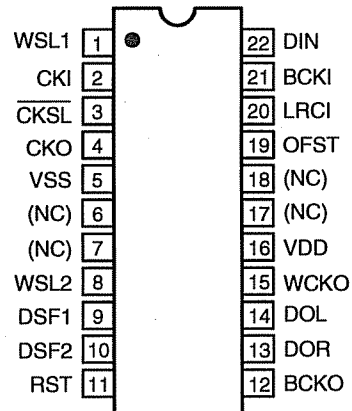 WSL1 1 22 DIN
CKI 2 21 BCKI
CKSL 3 20 LRCI
CKO 4 19 OFST
VSS 5 18 (NC)
(NC) 6 17 (NC)
(NC) 7 16 VDD
WSL2 8 15 WCKO
DSF1 9 14 DOL
DSF2 10 13 DOR
RST 11 12 BCKO